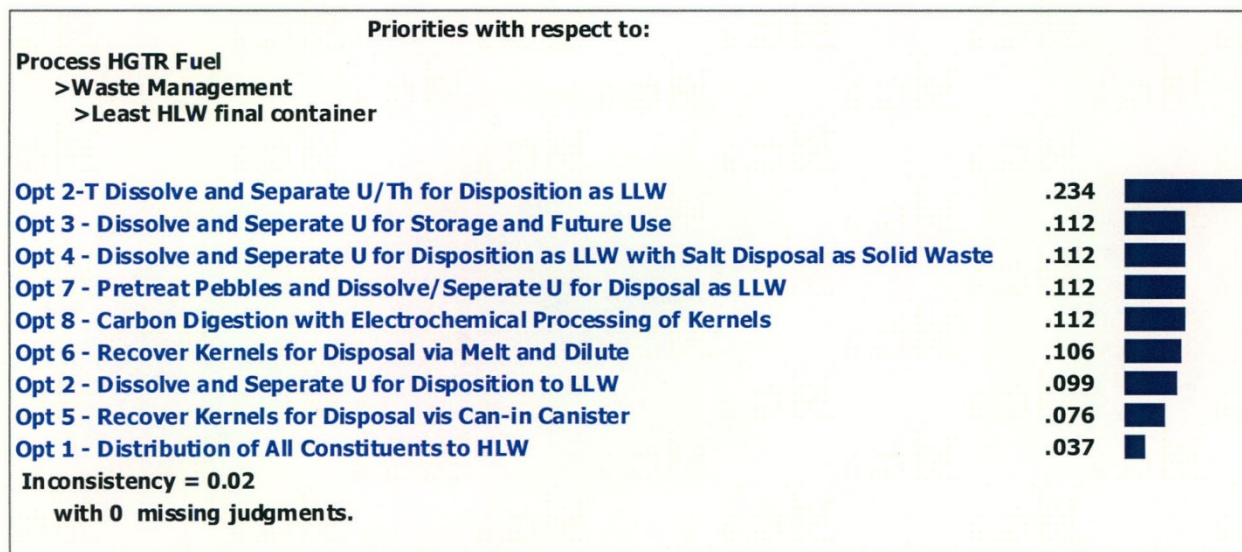 Priorities with respect to:
Process HGTR Fuel
>Waste Management
>Least HLW final container
Opt 2-T Dissolve and Separate U/Th for Disposition as LLW .234
Opt 3 - Dissolve and Seperate U for Storage and Future Use .112
Opt 4 - Dissolve and Seperate U for Disposition as LLW with Salt Disposal as Solid Waste .112
Opt 7 - Pretreat Pebbles and Dissolve/Seperate U for Disposal as LLW .112
Opt 8 - Carbon Digestion with Electrochemical Processing of Kernels .112
Opt 6 - Recover Kernels for Disposal via Melt and Dilute .106
Opt 2 - Dissolve and Seperate U for Disposition to LLW .099
Opt 5 - Recover Kernels for Disposal vis Can-in Canister .076
Opt 1 - Distribution of All Constituents to HLW .037
Inconsistency = 0.02
with 0 missing judgments.